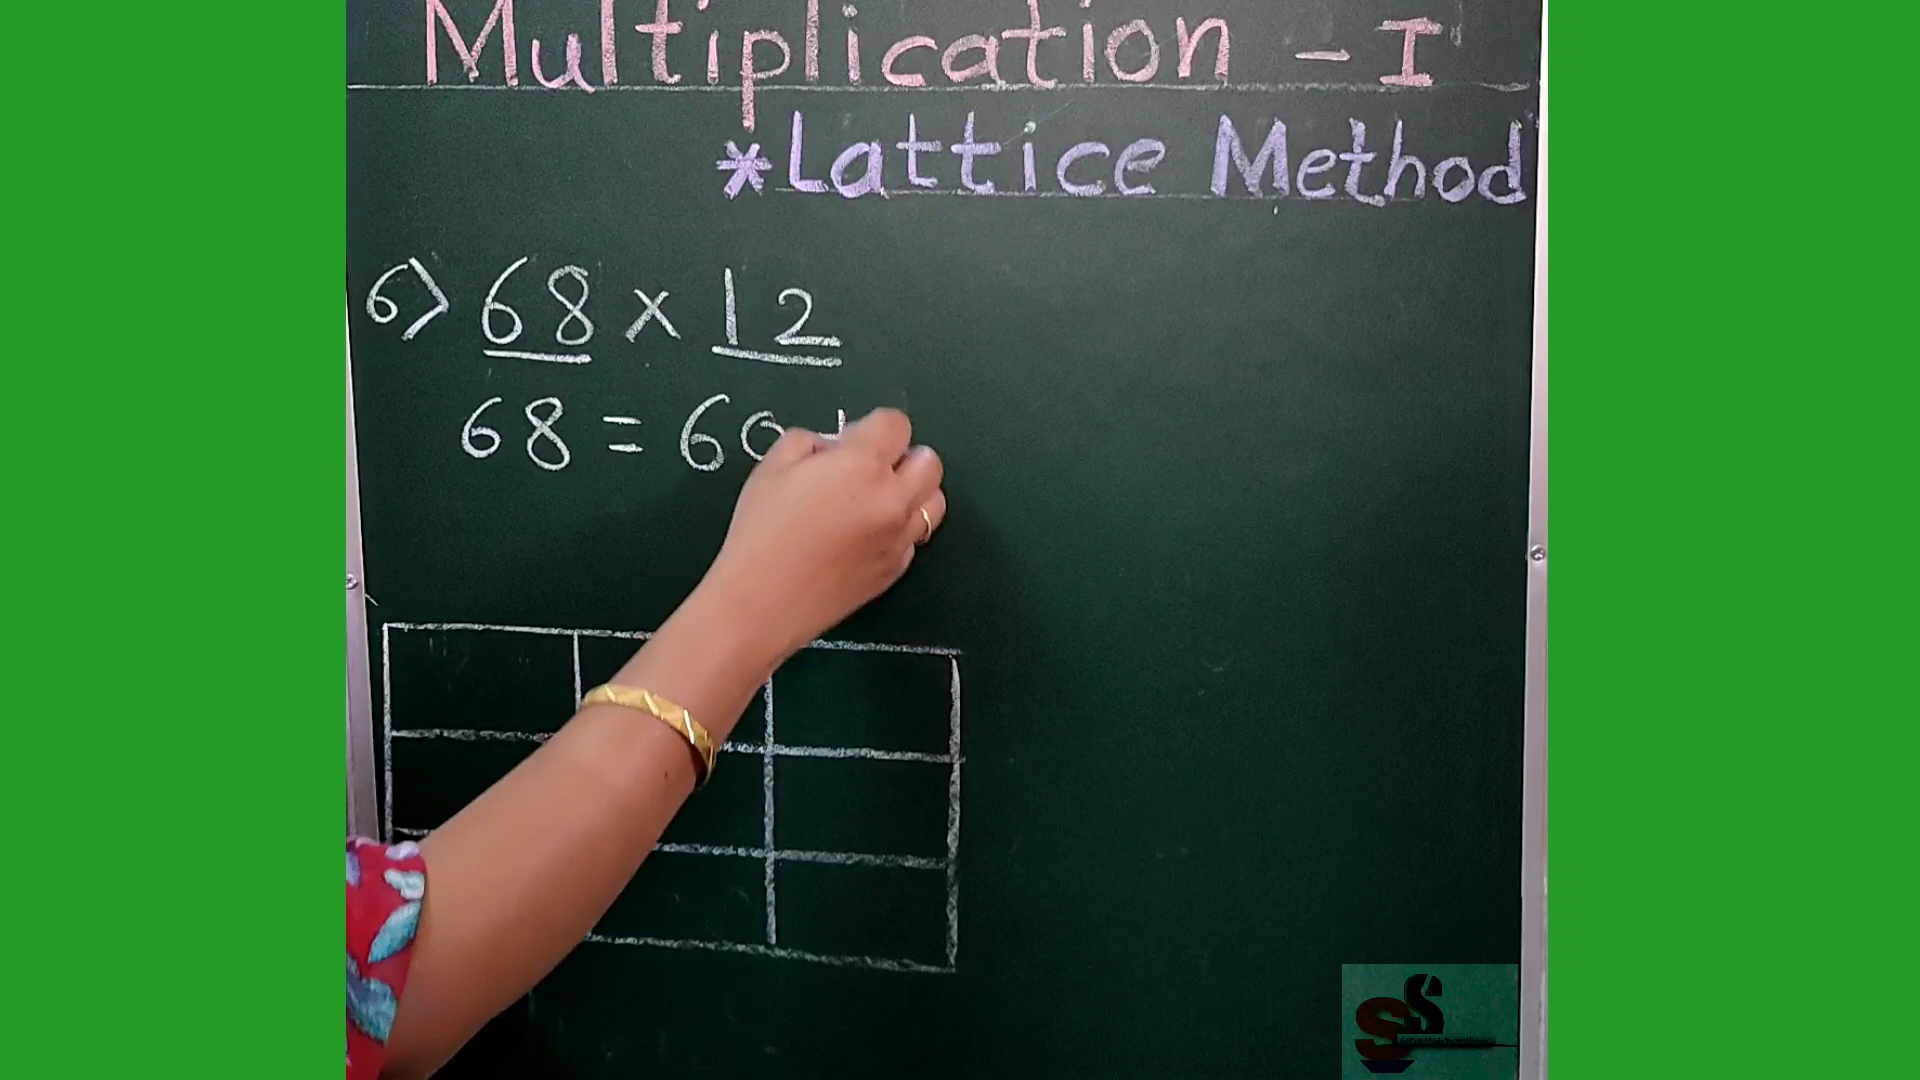 Multiplication - I
*Lattice Method
6) 68 × 12
68 = 60 +